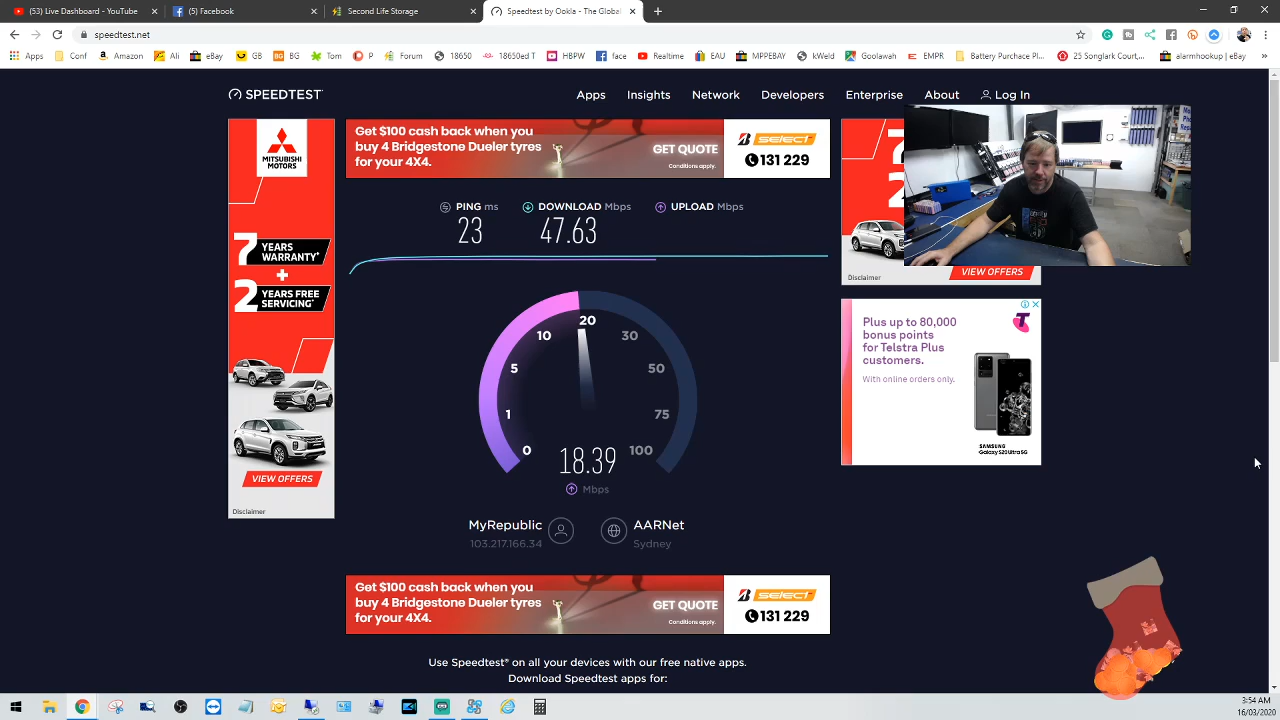 (53) Live Dashboard - YouTube
(5) Facebook
Second Life Storage
Speedtest by Ookla - The Global
speedtest.net
Apps
Conf
Amazon
Ali
eBay
GB
BG
Tom
P
Forum
18650
18650ed T
HBPW
face
Realtime
EAU
MPPEBAY
kWeld
Goolawah
EMPR
Battery Purchace Pl...
25 Songlark Court,...
alarmhookup | eBay
SPEEDTEST
Apps
Insights
Network
Developers
Enterprise
About
Log In
MITSUBISHI
MOTORS
7 YEARS
WARRANTY+
+
2 YEARS FREE
SERVICING*
VIEW OFFERS
Disclaimer
Get $100 cash back when you
buy 4 Bridgestone Dueler tyres
for your 4X4.
GET QUOTE
Conditions apply.
B SELECT
131 229
PING ms
23
DOWNLOAD Mbps
47.63
UPLOAD Mbps
0
1
5
10
20
30
50
75
100
18.39
Mbps
MyRepublic
103.217.166.34
AARNet
Sydney
7
2
Disclaimer
VIEW OFFERS
Plus up to 80,000
bonus points
for Telstra Plus
customers.
With online orders only.
T
SAMSUNG
Galaxy S20 Ultra 5G
Get $100 cash back when you
buy 4 Bridgestone Dueler tyres
for your 4X4.
GET QUOTE
Conditions apply.
B SELECT
131 229
Use Speedtest® on all your devices with our free native apps.
Download Speedtest apps for:
3:54 AM
16/03/2020